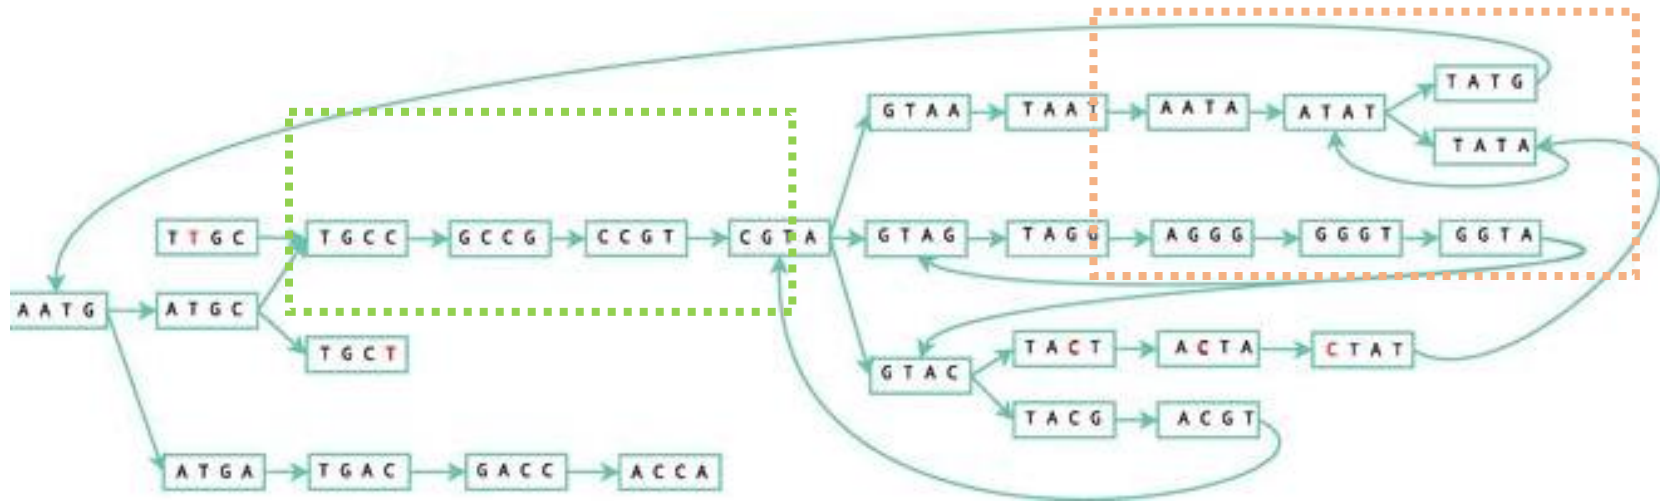 TATG
GTAA TAAT AATA ATAT
TATA
TTGC TGCC GCCG CCGT CGTA GTAG TAGG AGGG GGGT GGTA
AATG ATGC
TGCT TACT ACTA CTAT
GTAC
TACG ACGT
ATGA TGAC GACC ACCA